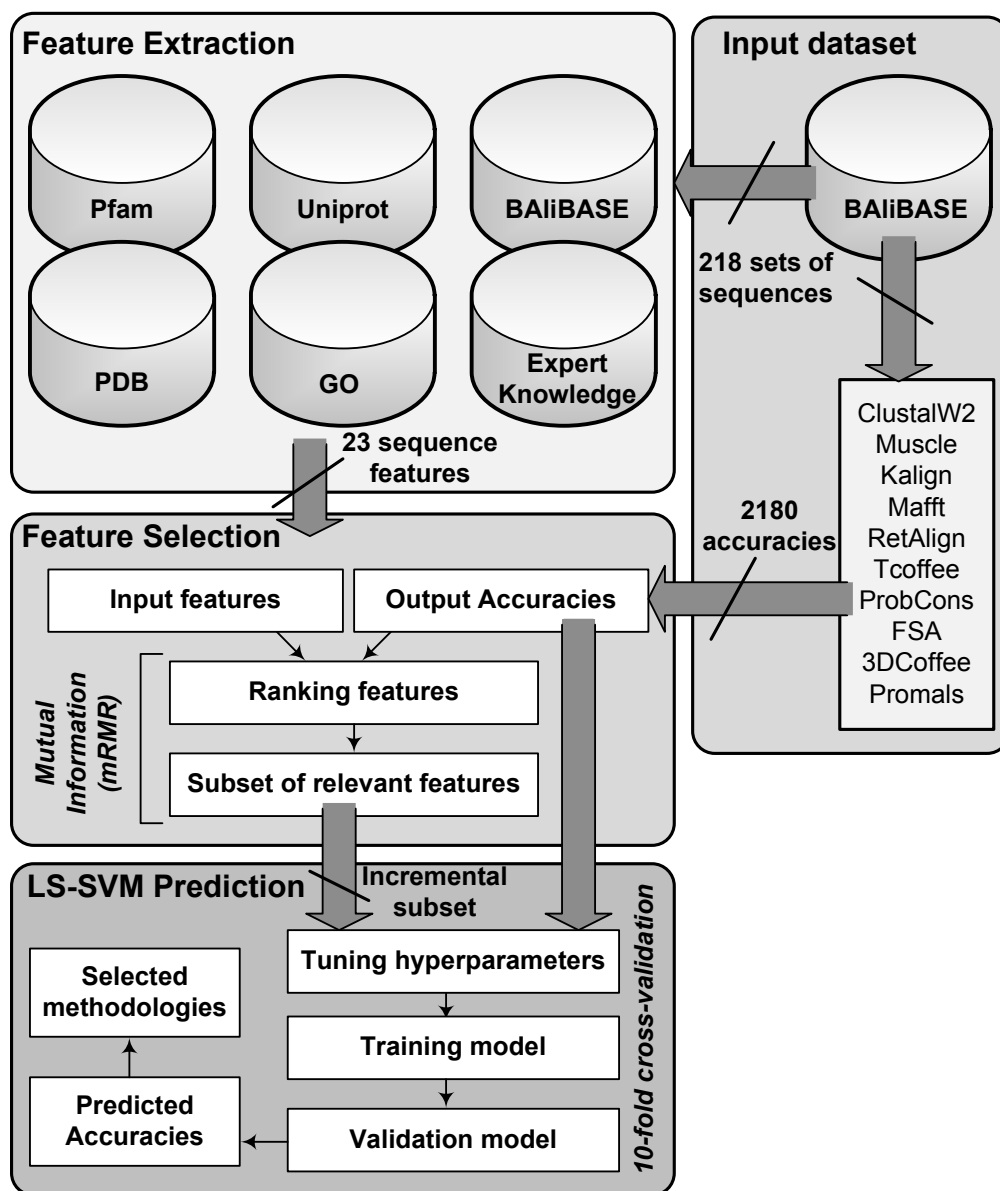 Feature Extraction
Pfam
Uniprot
BAliBASE
PDB
GO
Expert
Knowledge
23 sequence
features
Input dataset
BAliBASE
218 sets of
sequences
ClustalW2
Muscle
Kalign
Mafft
RetAlign
Tcoffee
ProbCons
FSA
3DCoffee
Promals
2180
accuracies
Feature Selection
Input features
Output Accuracies
Ranking features
Subset of relevant features
Mutual
Information
(mRMR)
LS-SVM Prediction
Incremental
subset
Tuning hyperparameters
Training model
Validation model
Predicted
Accuracies
Selected
methodologies
10-fold cross-validation